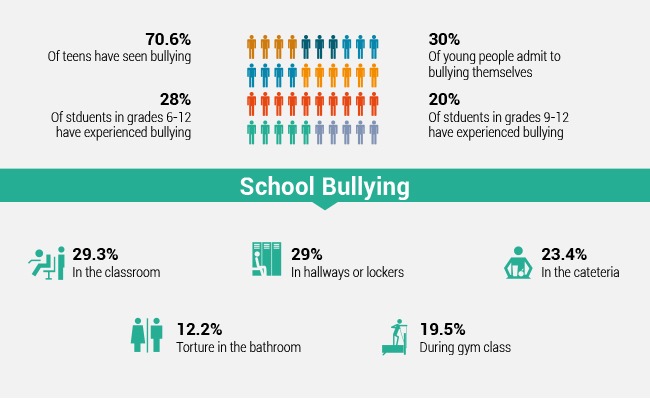 70.6%
Of teens have seen bullying
30%
Of young people admit to
bullying themselves
28%
Of stduents in grades 6-12
have experienced bullying
20%
Of stduents in grades 9-12
have experienced bullying
School Bullying
29.3%
In the classroom
29%
In hallways or lockers
23.4%
In the cateteria
12.2%
Torture in the bathroom
19.5%
During gym class